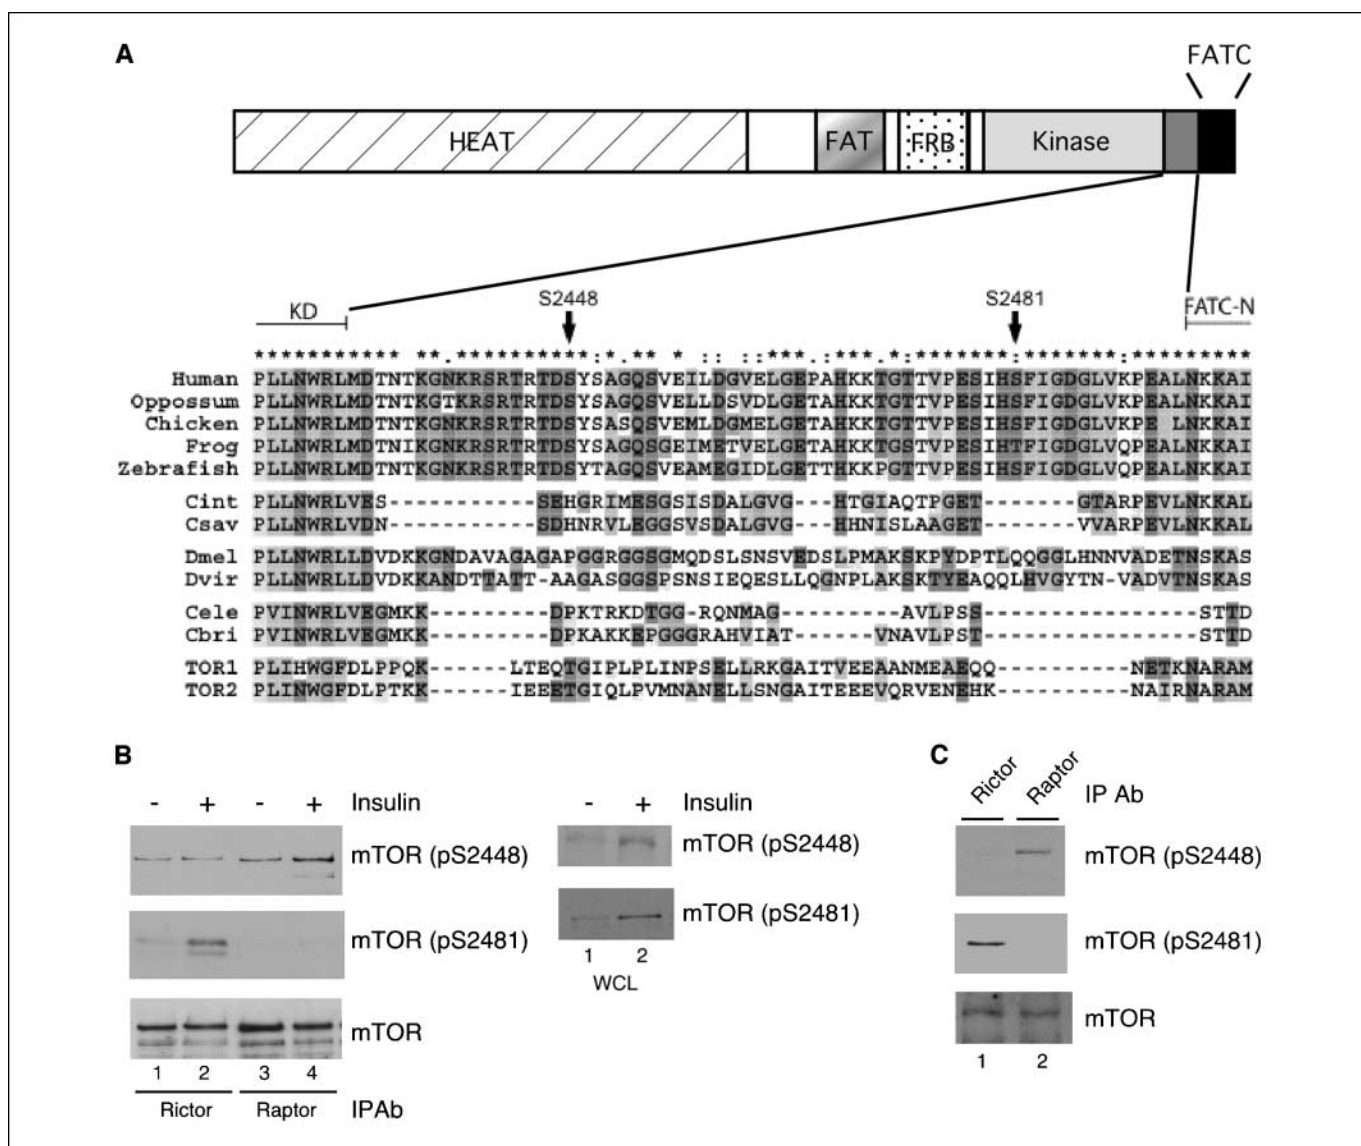 A
FATC
HEAT
FAT
FRB
Kinase
KD
S2448
S2481
FATC-N
Human PLLNWRLMDTNTKGNKRSRTRTDSYSAGQSVEILDGVELGEPAHKKTGTTVPESIHSFIGDGLVKPEALNKKAI
Oppossum PLLNWRLMDTNTKGTKRSRTRTDSYSAGQSVELLDSVDLGETAHKKTGTTVPESIHSFIGDGLVKPEALNKKAI
Chicken PLLNWRLMDTNTKGNKRSRTRTDSYSASQSVEMLDGMELGETAHKKTGTTVPESIHSFIGDGLVKPE LNKKAI
Frog PLLNWRLMDTNIKGNKRSRTRTDSYSAGQSGEIMETVELGETAHKKTGSTVPESIHTFIGDGLVQPEALNKKAI
Zebrafish PLLNWRLMDTNTKGNKRSRTRTDSYTAGQSVEAMEGIDLGETTHKKPGTTVPESIHSFIGDGLVQPEALNKKAI
Cint PLLNWRLVES-----------SEHGRIMESGSISDALGVG---HTGIAQTPGET-------GTARPEVLNKKAL
Csav PLLNWRLVDN-----------SDHNRVLEGGSVSDALGVG---HHNISLAAGET-------VVARPEVLNKKAL
Dmel PLLNWRLLDVDKKGNDAVAGAGAPGGRGGSGMQDSLSNSVEDSLPMAKSKPYDPTLQQGGLHNNVADETNSKAS
Dvir PLLNWRLLDVDKKANDTTATT-AAGASGGSPSNSIEQESLLQGNPLAKSKTYEAQQLHVGYTN-VADVTNSKAS
Cele PVINWRLVEGMKK---------DPKTRKDTGG-RQNMAG---------AVLPSS----------------STTD
Cbri PVINWRLVEGMKK---------DPKAKKEPGGGRAHVIAT------VNAVLPST----------------STTD
TOR1 PLIHWGFDLPPQK------LTEQTGIPLPLINPSELLRKGAITVEEAANMEAEQQ----------NETKNARAM
TOR2 PLINWGFDLPTKK------IEEETGIQLPVMNANELLSNGAITEEEVQRVENEHK----------NAIRNARAM
B
- + - + Insulin
mTOR (pS2448)
mTOR (pS2481)
mTOR
1 2 3 4
Rictor Raptor IPAb
- + Insulin
mTOR (pS2448)
mTOR (pS2481)
1 2
WCL
C
Rictor Raptor IP Ab
mTOR (pS2448)
mTOR (pS2481)
mTOR
1 2